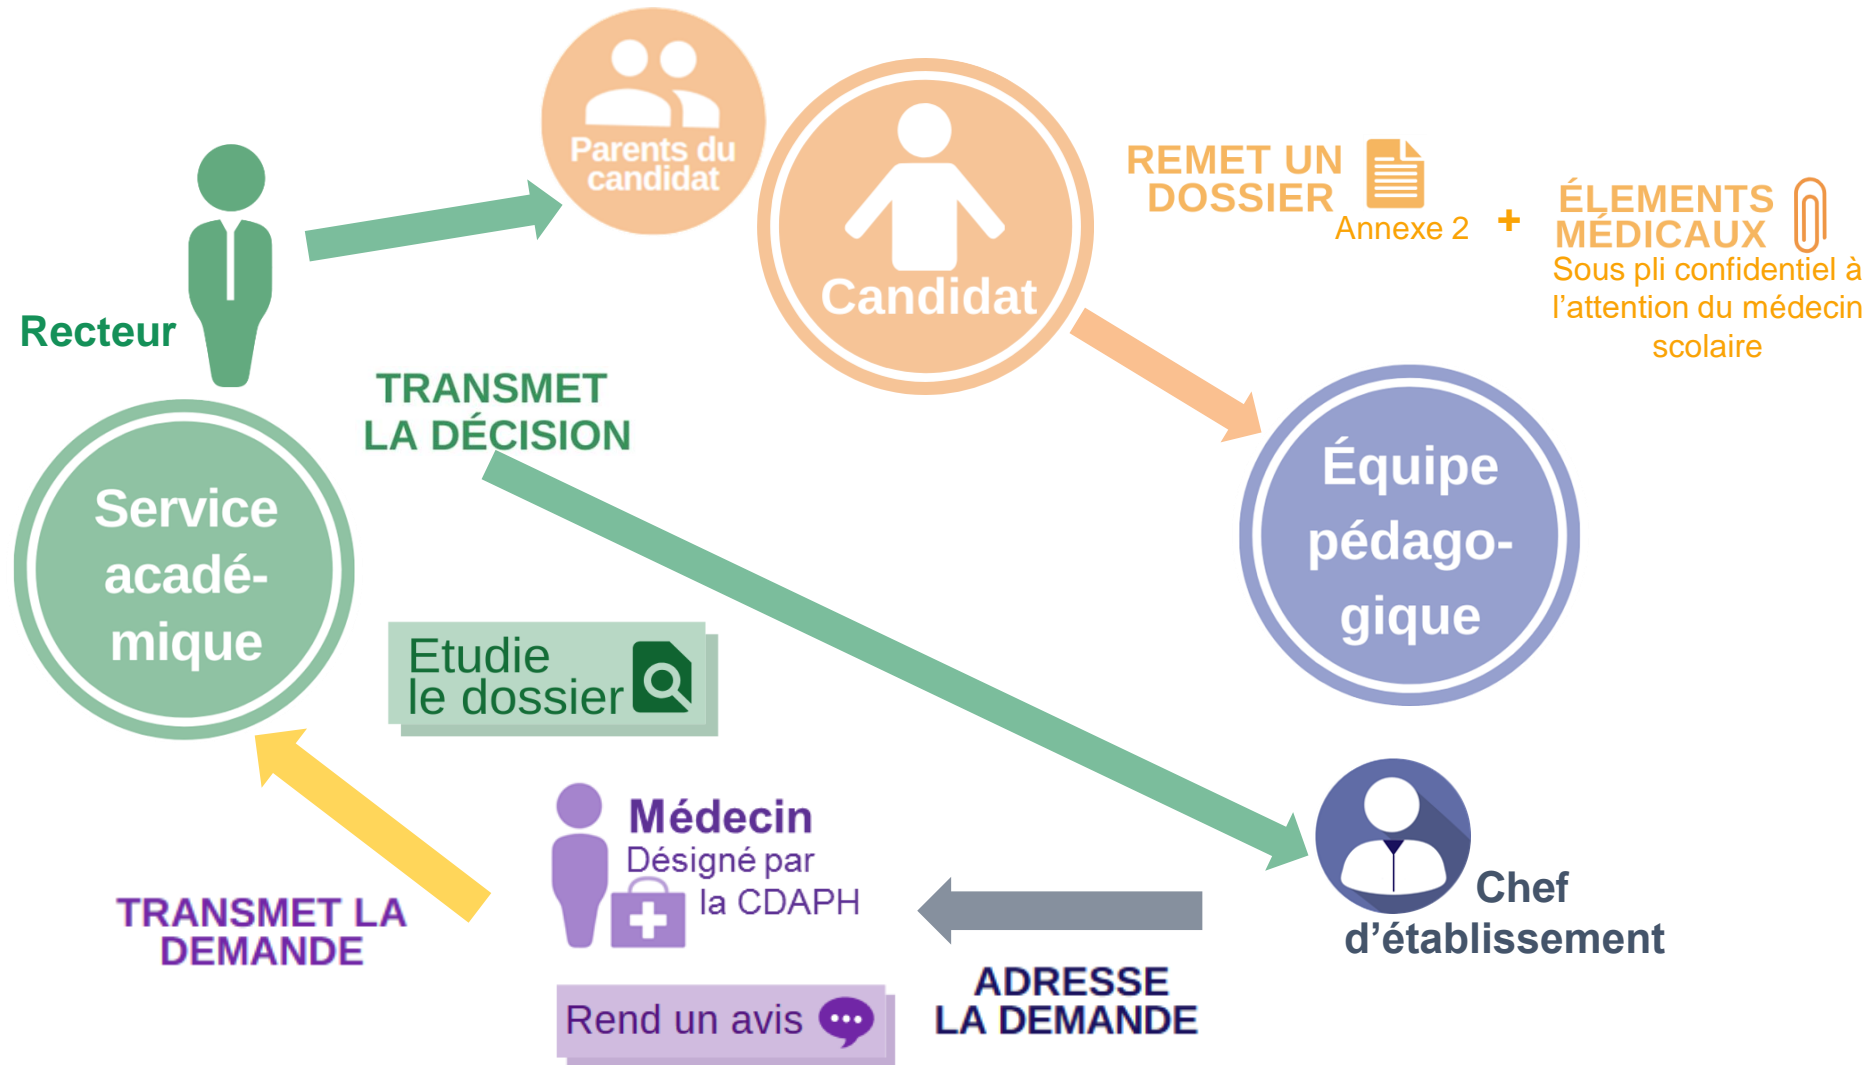 Parents du
candidat
Candidat
REMET UN
DOSSIER
Annexe 2
+
ÉLEMENTS
MÉDICAUX
Sous pli confidentiel à
l’attention du médecin
scolaire
Recteur
TRANSMET
LA DÉCISION
Service
acadé-
mique
Équipe
pédago-
gique
Etudie
le dossier
Médecin
Désigné par
la CDAPH
Chef
d’établissement
TRANSMET LA
DEMANDE
ADRESSE
LA DEMANDE
Rend un avis